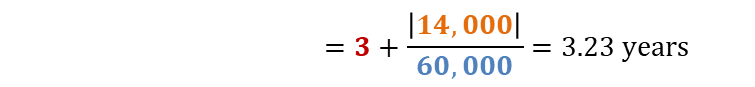 = 3 + |14,000| / 60,000 = 3.23 years